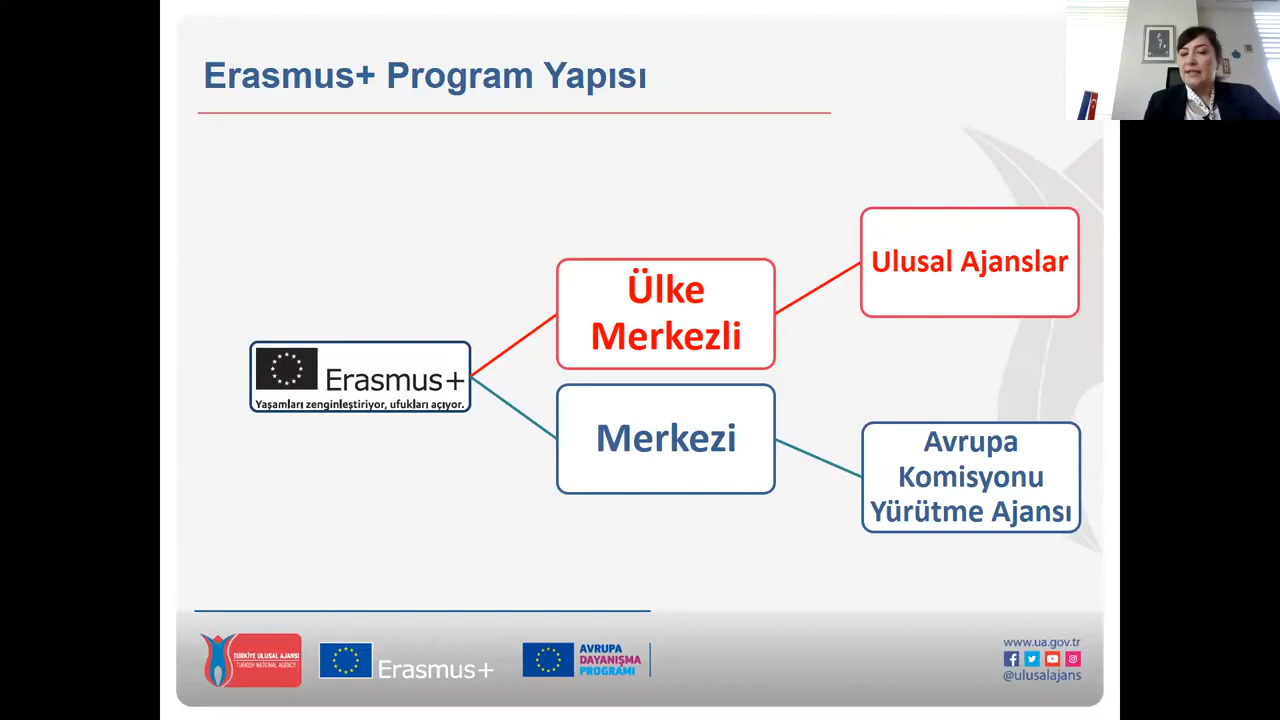 Erasmus+ Program Yapısı
Ulusal Ajanslar
Ülke
Merkezli
Erasmus+
Yaşamları zenginleştiriyor, ufukları açıyor.
Merkezi
Avrupa
Komisyonu
Yürütme Ajansı
TÜRKİYE ULUSAL AJANSI
TURKISH NATIONAL AGENCY
Erasmus+
AVRUPA
DAYANIŞMA
PROGRAMI
www.ua.gov.tr
@ulusalajans